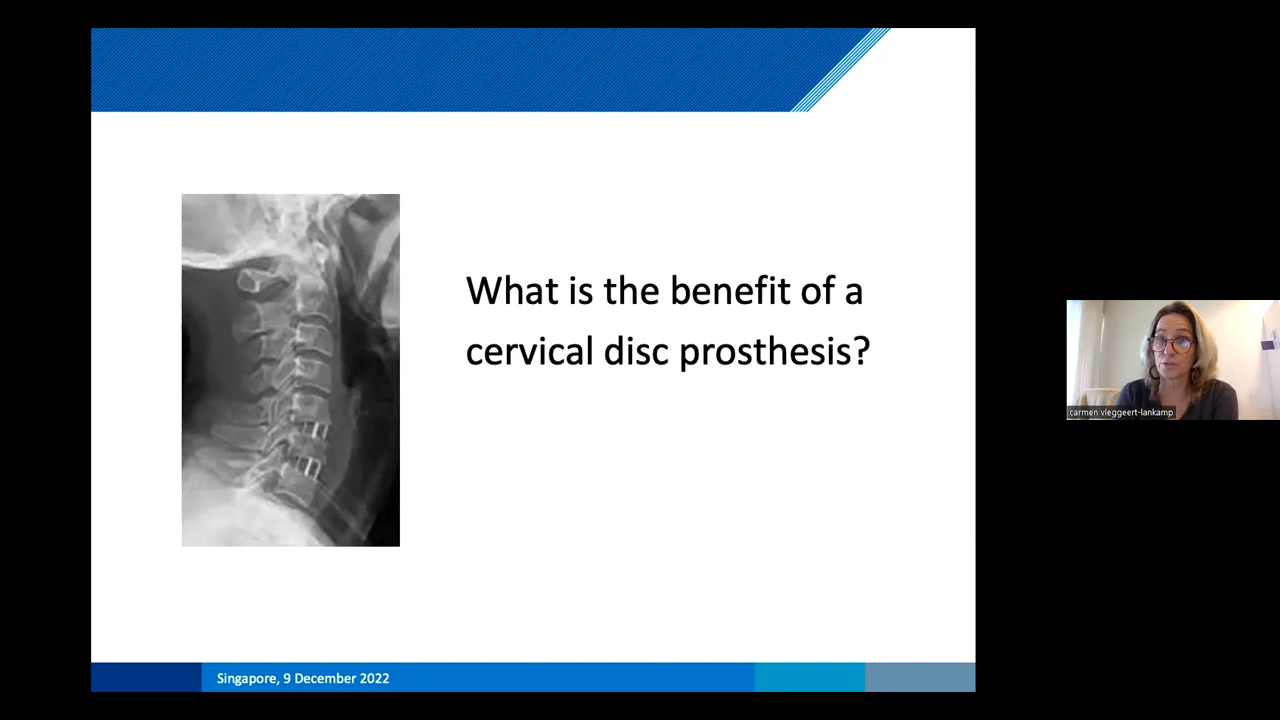 What is the benefit of a
cervical disc prosthesis?
carmen vleggeert-lankamp
Singapore, 9 December 2022